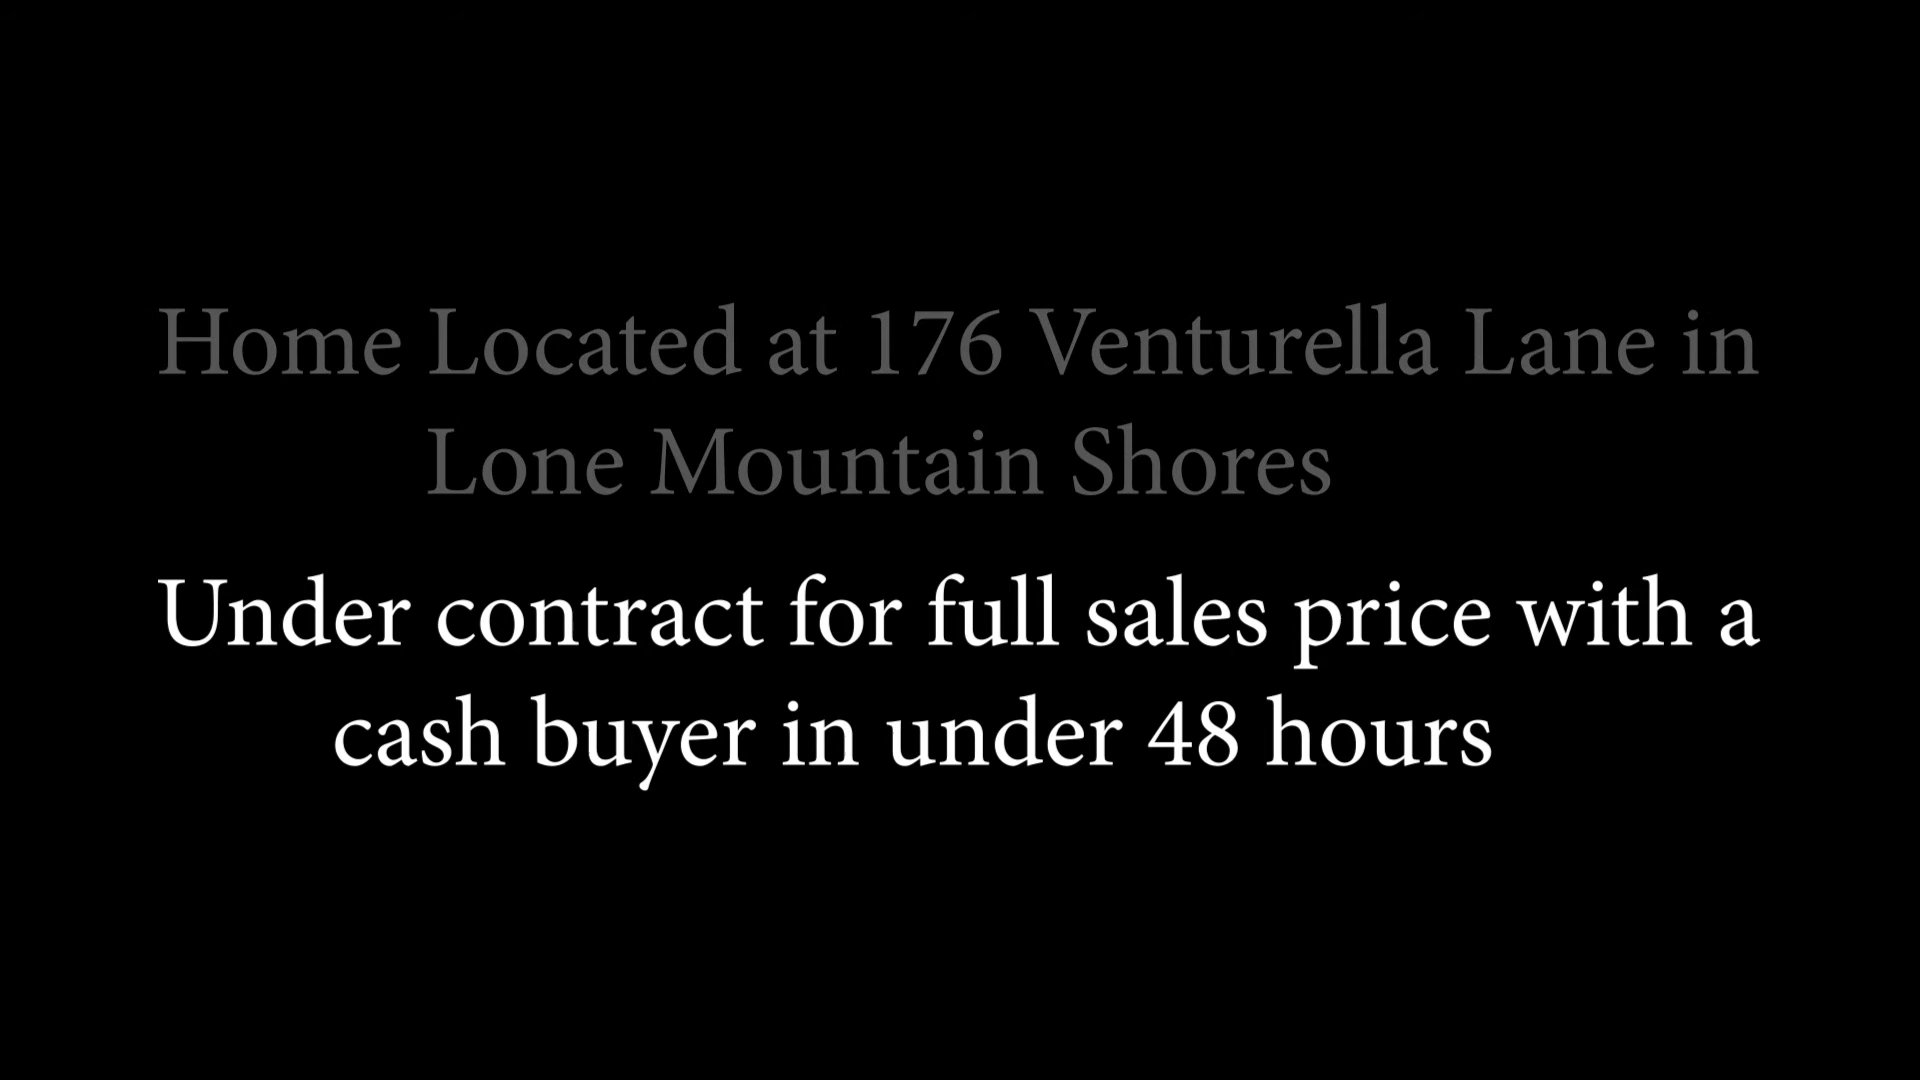 Home Located at 176 Venturella Lane in
Lone Mountain Shores
Under contract for full sales price with a
cash buyer in under 48 hours